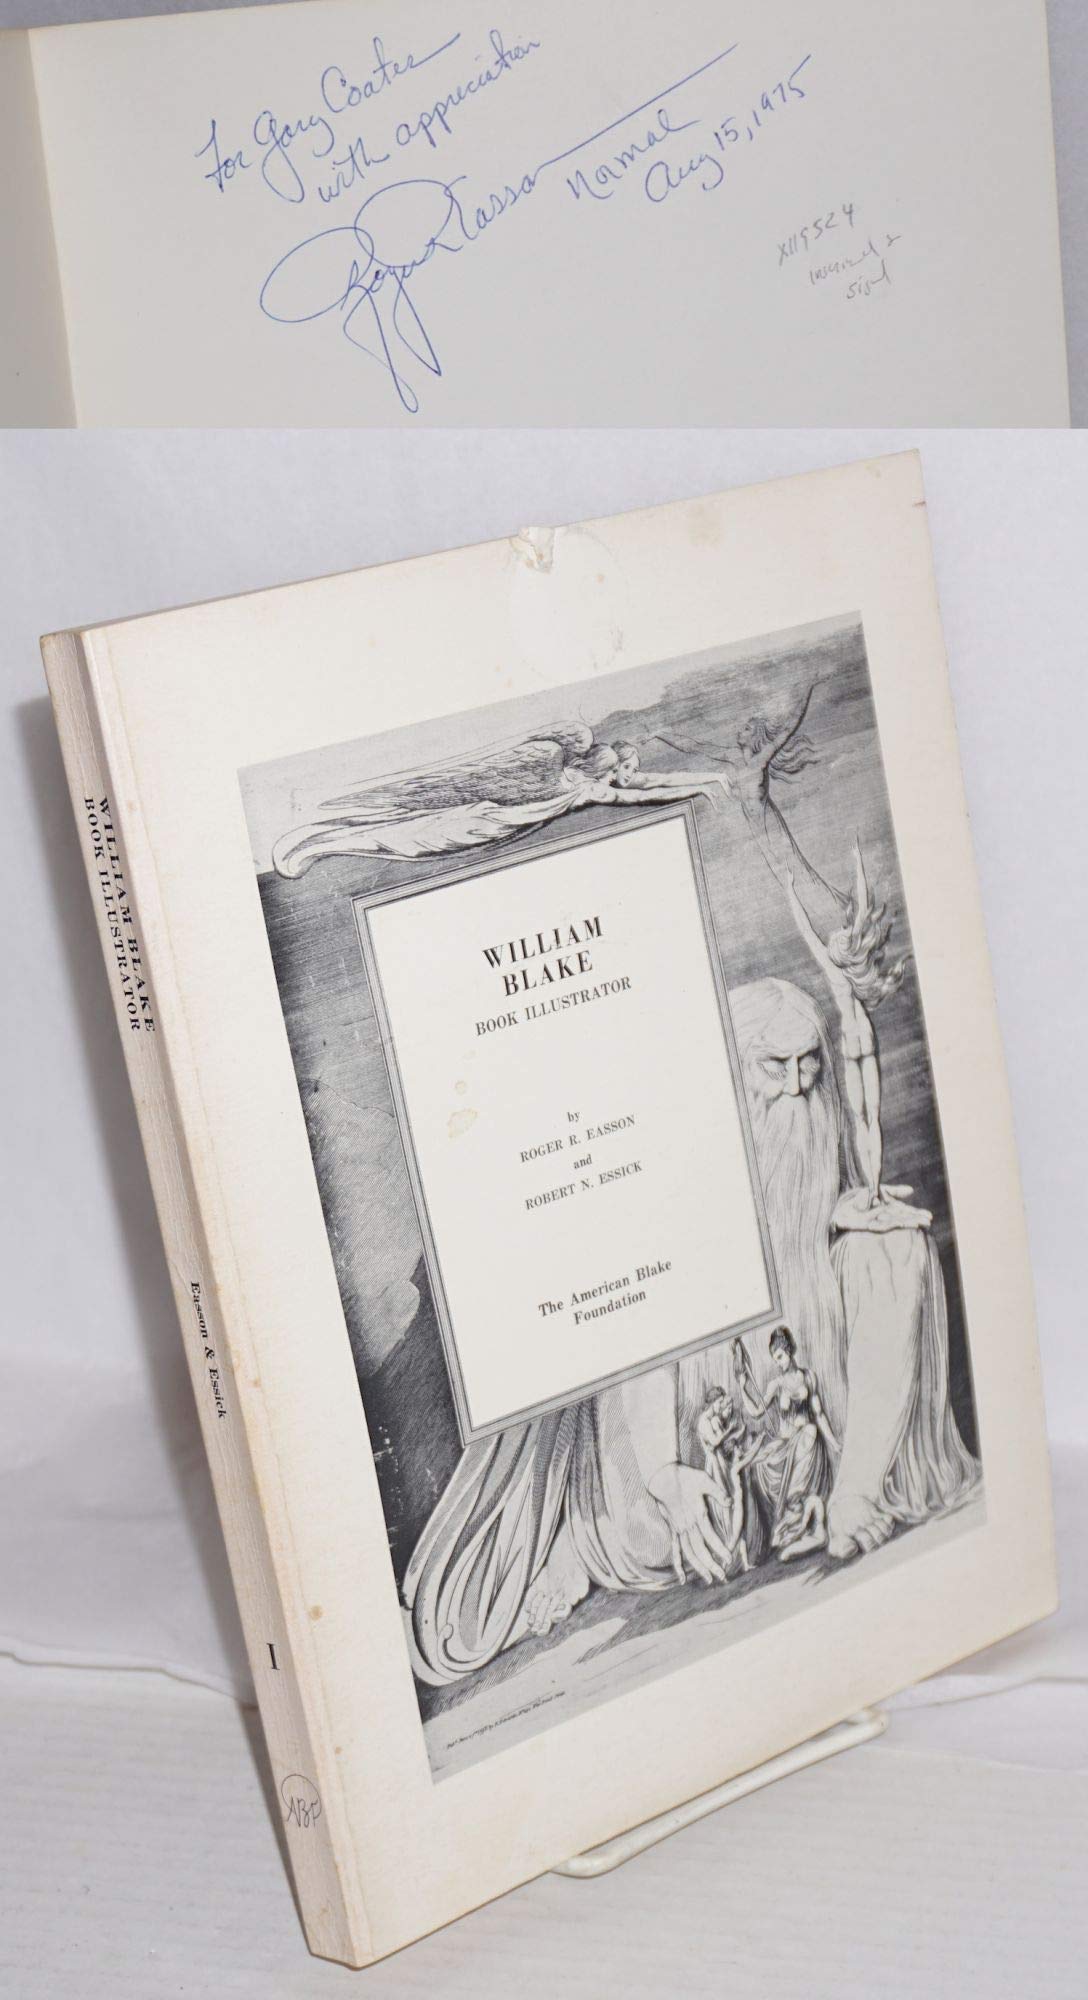 For Gary Coates
with appreciation
Roger Easson
Normal
Aug 15, 1975
X119524
inscribed &
signed
WILLIAM BLAKE
BOOK ILLUSTRATOR
Easson & Essick
I
ABF
WILLIAM
BLAKE
BOOK ILLUSTRATOR
by
ROGER R. EASSON
and
ROBERT N. ESSICK
The American Blake
Foundation